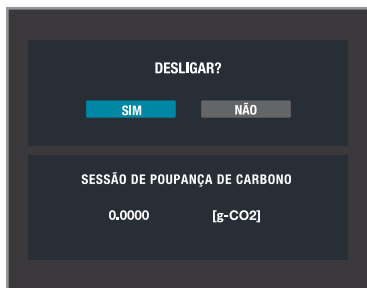 DESLIGAR?
SIM NÃO
SESSÃO DE POUPANÇA DE CARBONO
0.0000 [g-CO2]